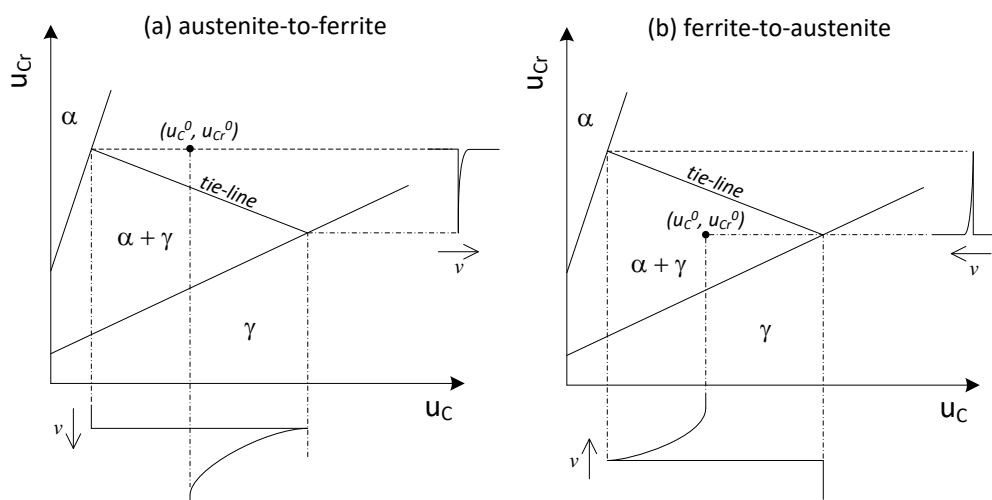 (a) austenite-to-ferrite
u_Cr
α
(u_C^0, u_Cr^0)
tie-line
α + γ
γ
v
u_C
v
(b) ferrite-to-austenite
u_Cr
α
tie-line
(u_C^0, u_Cr^0)
α + γ
γ
v
u_C
v